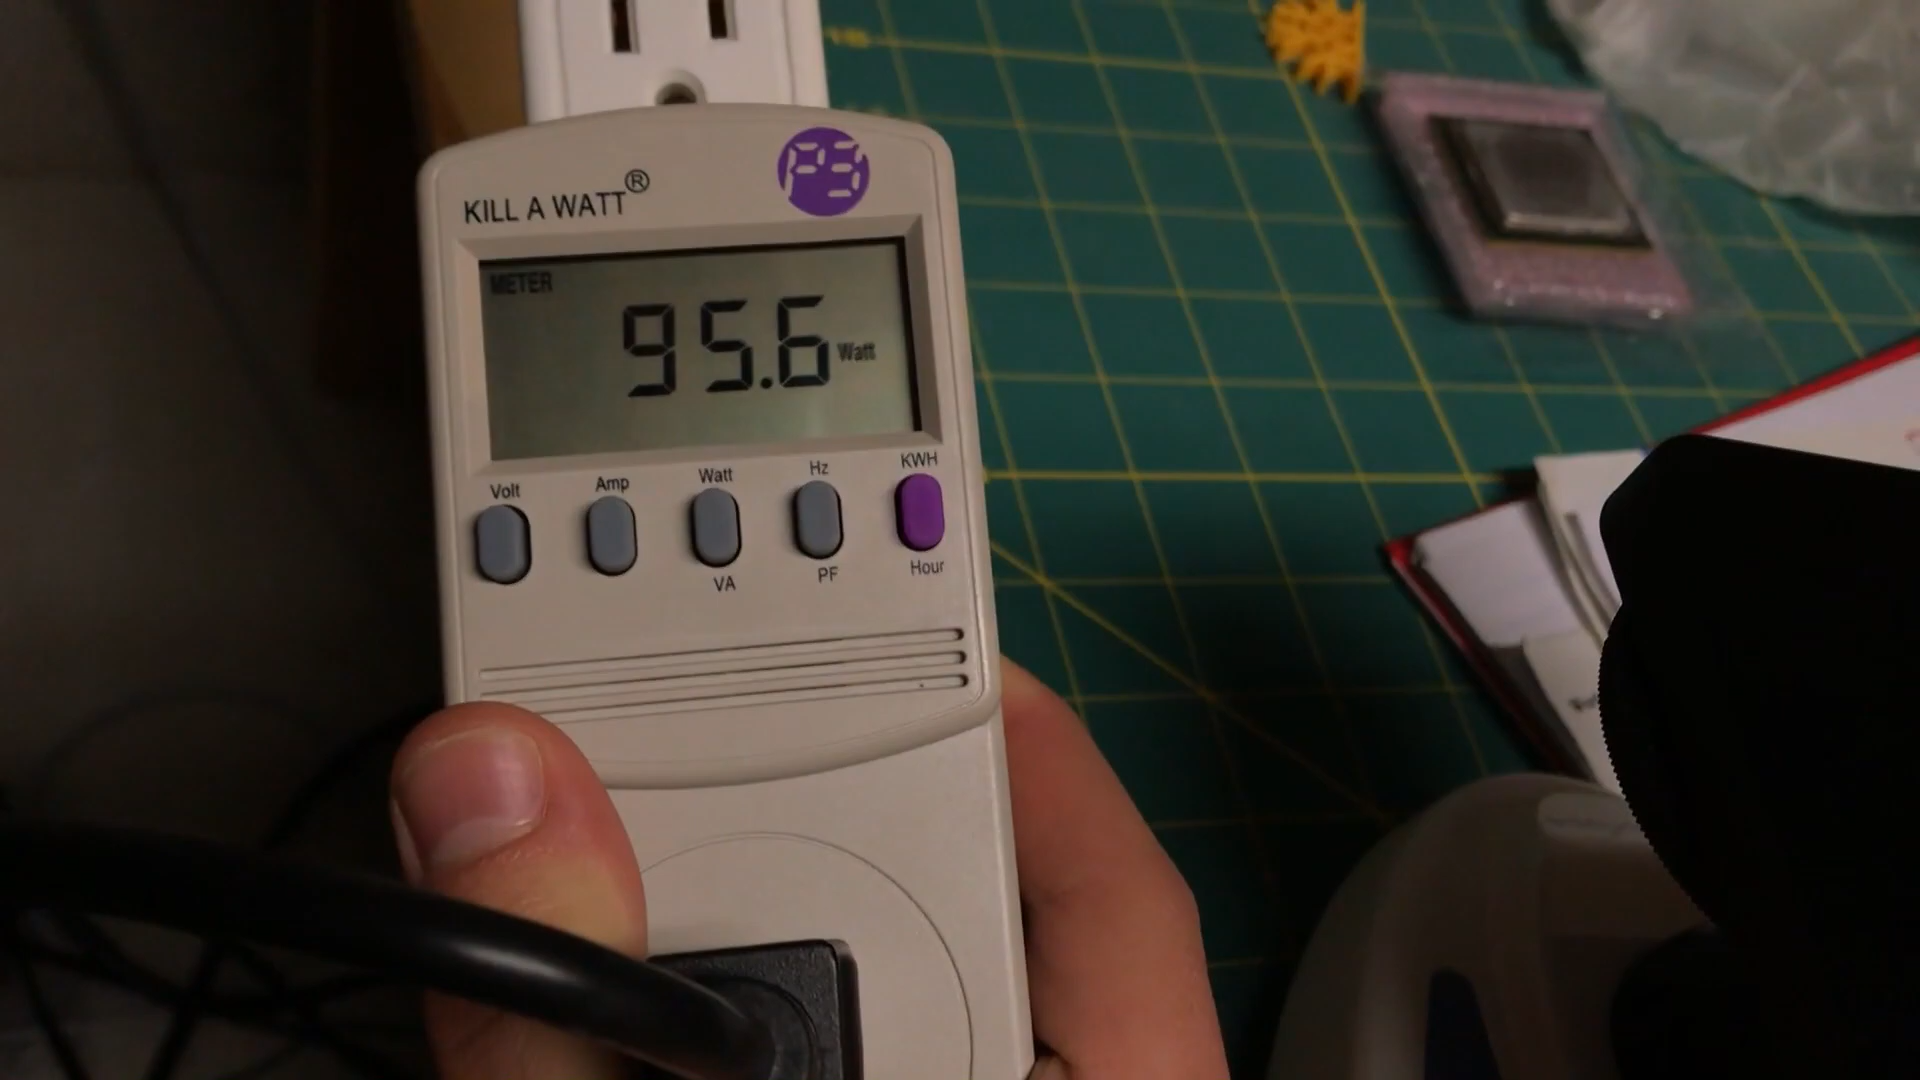 KILL A WATT®
P3
METER
95.6 Watt
Volt Amp Watt Hz KWH
VA PF Hour